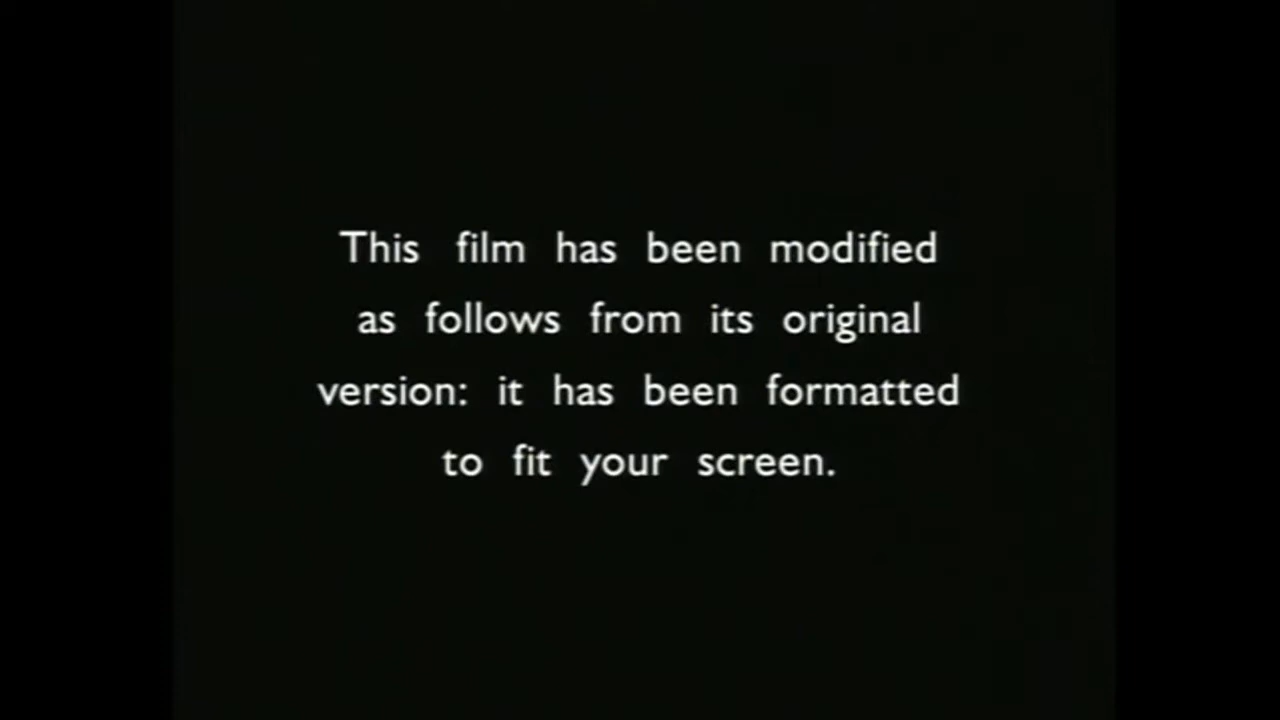 This film has been modified
as follows from its original
version: it has been formatted
to fit your screen.